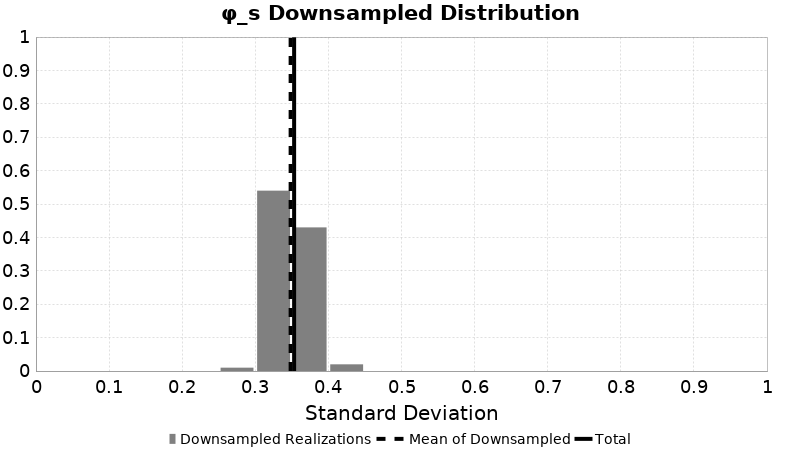 φ_s Downsampled Distribution
1
0.9
0.8
0.7
0.6
0.5
0.4
0.3
0.2
0.1
0
0 0.1 0.2 0.3 0.4 0.5 0.6 0.7 0.8 0.9 1
Standard Deviation
Downsampled Realizations Mean of Downsampled Total